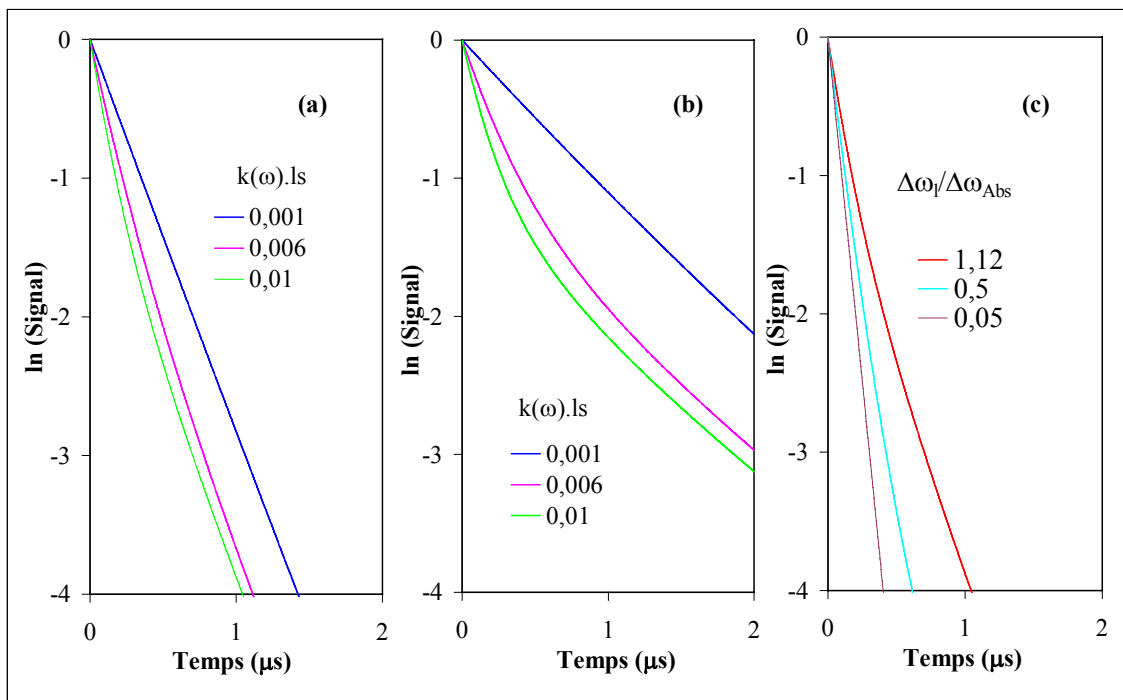 (a)
k(ω).ls
0,001
0,006
0,01
0
-1
-2
-3
-4
ln (Signal)
0 1 2
Temps (μs)
(b)
k(ω).ls
0,001
0,006
0,01
0
-1
-2
-3
-4
ln (Signal)
0 1 2
Temps (μs)
(c)
Δω_l/Δω_Abs
1,12
0,5
0,05
0
-1
-2
-3
-4
ln (Signal)
0 1 2
Temps (μs)